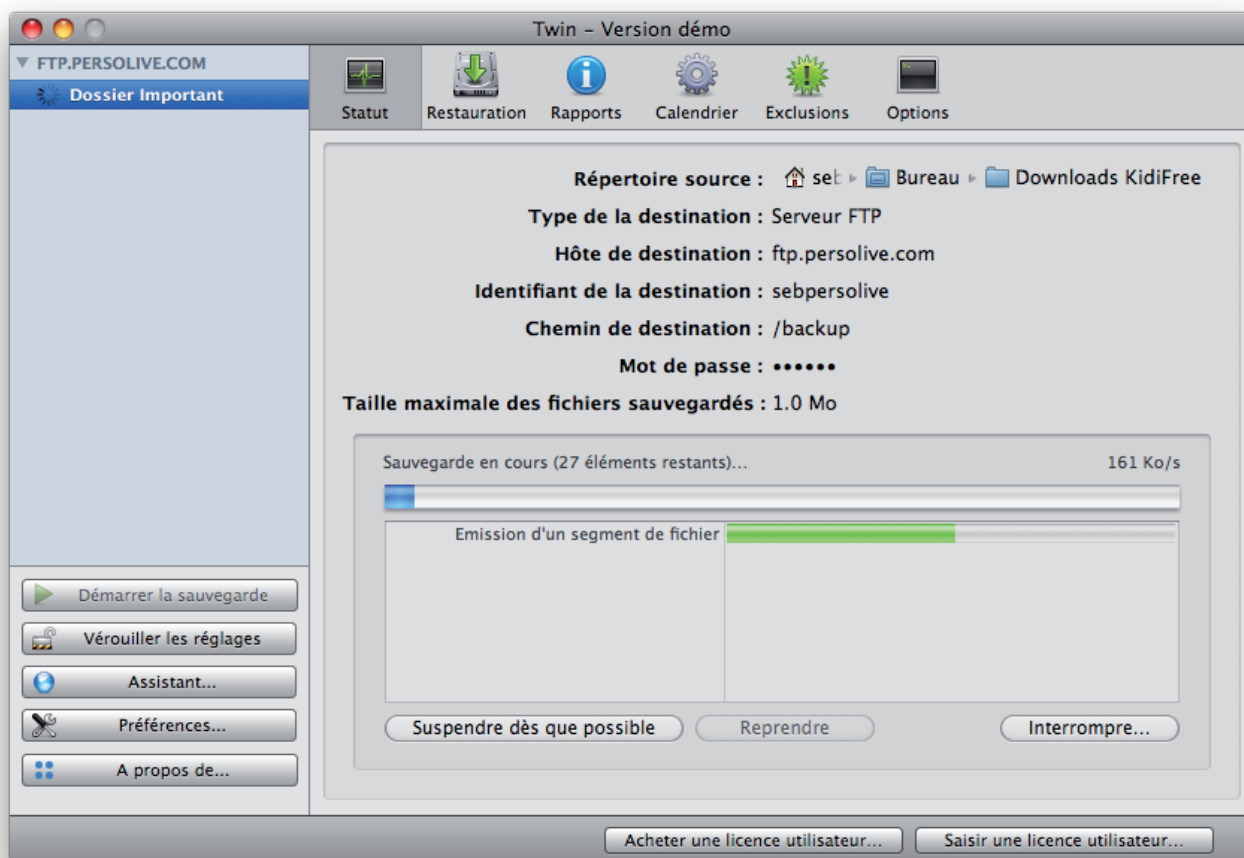 Twin – Version démo
FTP.PERSOLIVE.COM
Dossier Important
Statut
Restauration
Rapports
Calendrier
Exclusions
Options
Répertoire source : seb Bureau Downloads KidiFree
Type de la destination : Serveur FTP
Hôte de destination : ftp.persolive.com
Identifiant de la destination : sebpersolive
Chemin de destination : /backup
Mot de passe : ••••••
Taille maximale des fichiers sauvegardés : 1.0 Mo
Sauvegarde en cours (27 éléments restants)...
161 Ko/s
Emission d'un segment de fichier
Suspendre dès que possible
Reprendre
Interrompre...
Démarrer la sauvegarde
Vérouiller les réglages
Assistant...
Préférences...
A propos de...
Acheter une licence utilisateur...
Saisir une licence utilisateur...